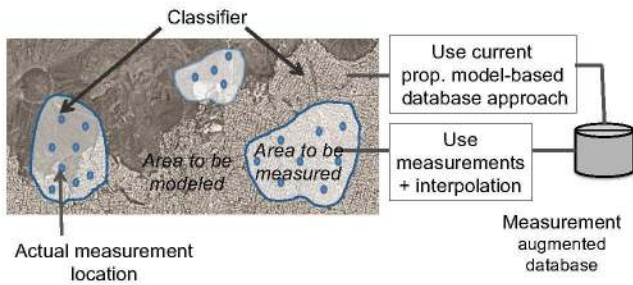 Classifier
Use current
prop. model-based
database approach
Area to be
modeled
Area to be
measured
Use
measurements
+ interpolation
Actual measurement
location
Measurement
augmented
database